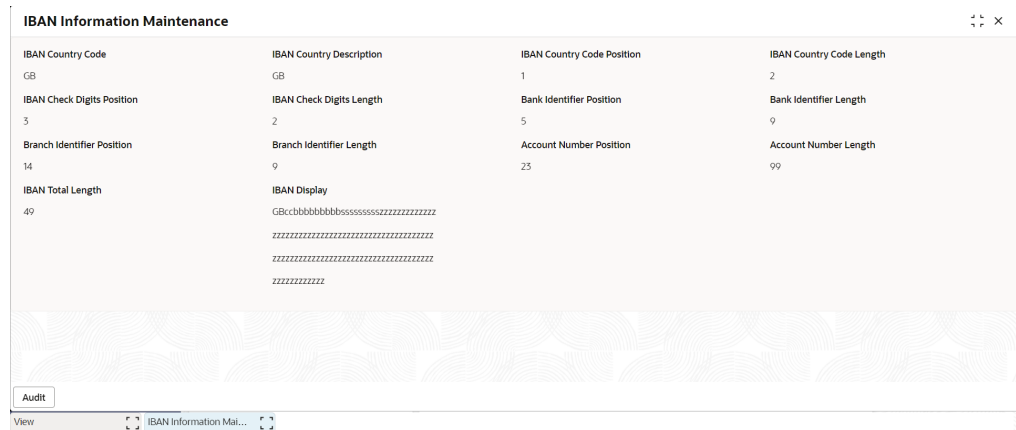 IBAN Information Maintenance
IBAN Country Code IBAN Country Description IBAN Country Code Position IBAN Country Code Length
GB GB 1 2
IBAN Check Digits Position IBAN Check Digits Length Bank Identifier Position Bank Identifier Length
3 2 5 9
Branch Identifier Position Branch Identifier Length Account Number Position Account Number Length
14 9 23 99
IBAN Total Length IBAN Display
49 GBccbbbbbbbbbssssssssszzzzzzzzzzzzz
zzzzzzzzzzzzzzzzzzzzzzzzzzzzzzzzzzzzz
zzzzzzzzzzzzzzzzzzzzzzzzzzzzzzzzzzzzz
zzzzzzzzzzzz
Audit
View IBAN Information Mai...